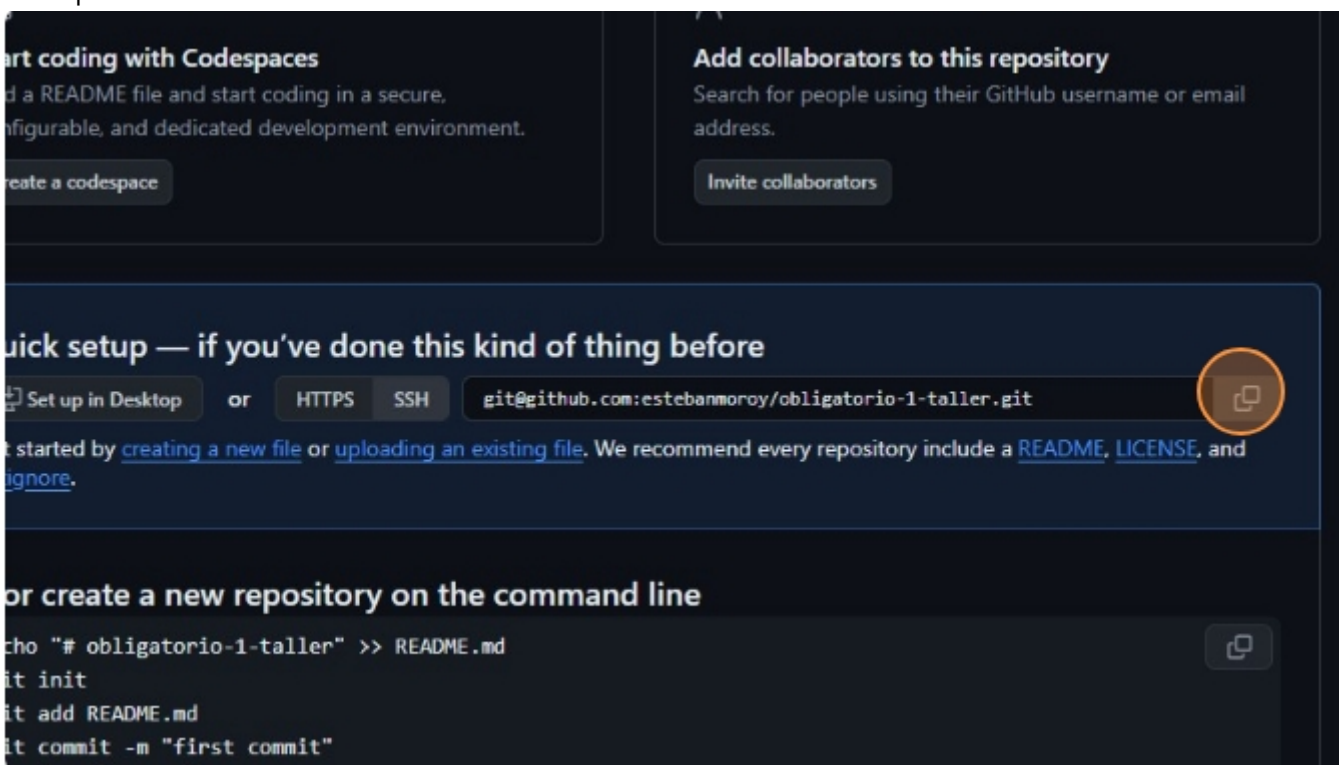 art coding with Codespaces
d a README file and start coding in a secure,
nfigurable, and dedicated development environment.
reate a codespace
Add collaborators to this repository
Search for people using their GitHub username or email
address.
Invite collaborators
uick setup — if you've done this kind of thing before
Set up in Desktop or HTTPS SSH git@github.com:estebanmoroy/obligatorio-1-taller.git
t started by creating a new file or uploading an existing file. We recommend every repository include a README, LICENSE, and
ignore.
or create a new repository on the command line
cho "# obligatorio-1-taller" >> README.md
it init
it add README.md
it commit -m "first commit"